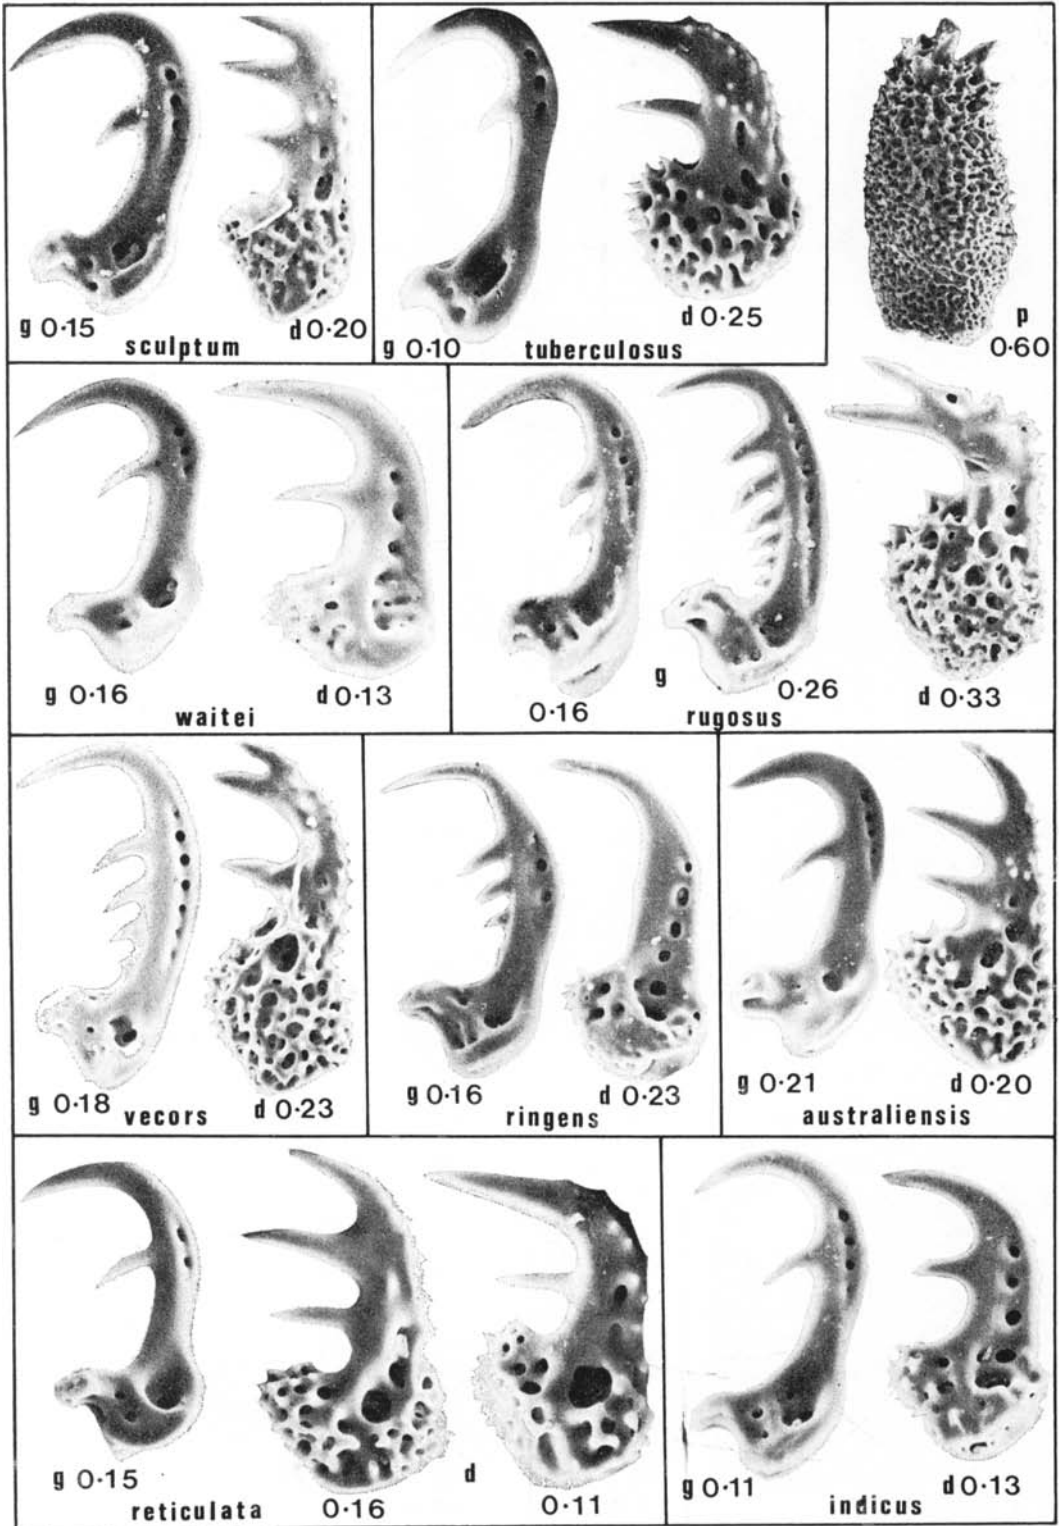 g 0·15
d 0·20
sculptum
g 0·10
d 0·25
tuberculosus
p
0·60
g 0·16
d 0·13
waitei
0·16
g
0·26
d 0·33
rugosus
g 0·18
d 0·23
vecors
g 0·16
d 0·23
ringens
g 0·21
d 0·20
australiensis
g 0·15
0·16
d
0·11
reticulata
g 0·11
d 0·13
indicus